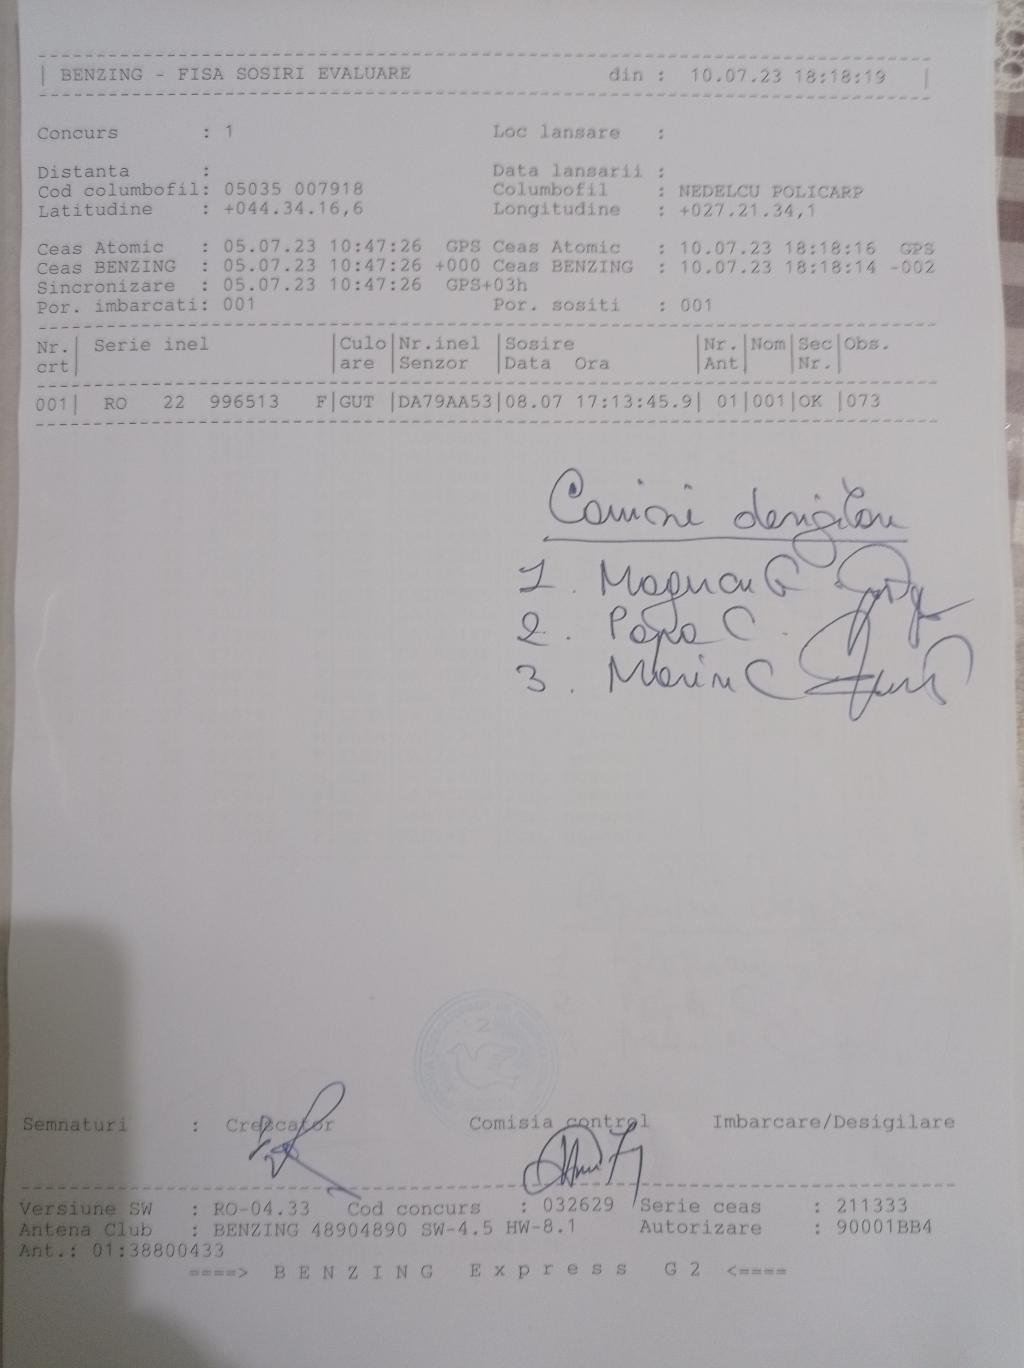 BENZING - FISA SOSIRI EVALUARE din : 10.07.23 18:18:19
Concurs : 1 Loc lansare :
Distanta : Data lansarii :
Cod columbofil: 05035 007918 Columbofil : NEDELCU POLICARP
Latitudine : +044.34.16,6 Longitudine : +027.21.34,1
Ceas Atomic : 05.07.23 10:47:26 GPS Ceas Atomic : 10.07.23 18:18:16 GPS
Ceas BENZING : 05.07.23 10:47:26 +000 Ceas BENZING : 10.07.23 18:18:14 -002
Sincronizare : 05.07.23 10:47:26 GPS+03h
Por. imbarcati: 001 Por. sositi : 001
Nr.| Serie inel |Culo|Nr.inel |Sosire |Nr.|Nom|Sec|Obs.
crt| |are |Senzor |Data Ora |Ant| |Nr.|
001| RO 22 996513 F|GUT |DA79AA53|08.07 17:13:45.9| 01|001|OK |073
1.
2. Popa C.
3. Marin C
2
Semnaturi : Crescator Comisia control Imbarcare/Desigilare
Versiune SW : RO-04.33 Cod concurs : 032629 Serie ceas : 211333
Antena Club : BENZING 48904890 SW-4.5 HW-8.1 Autorizare : 90001BB4
Ant.: 01:38800433
====> BENZING Express G2 <====